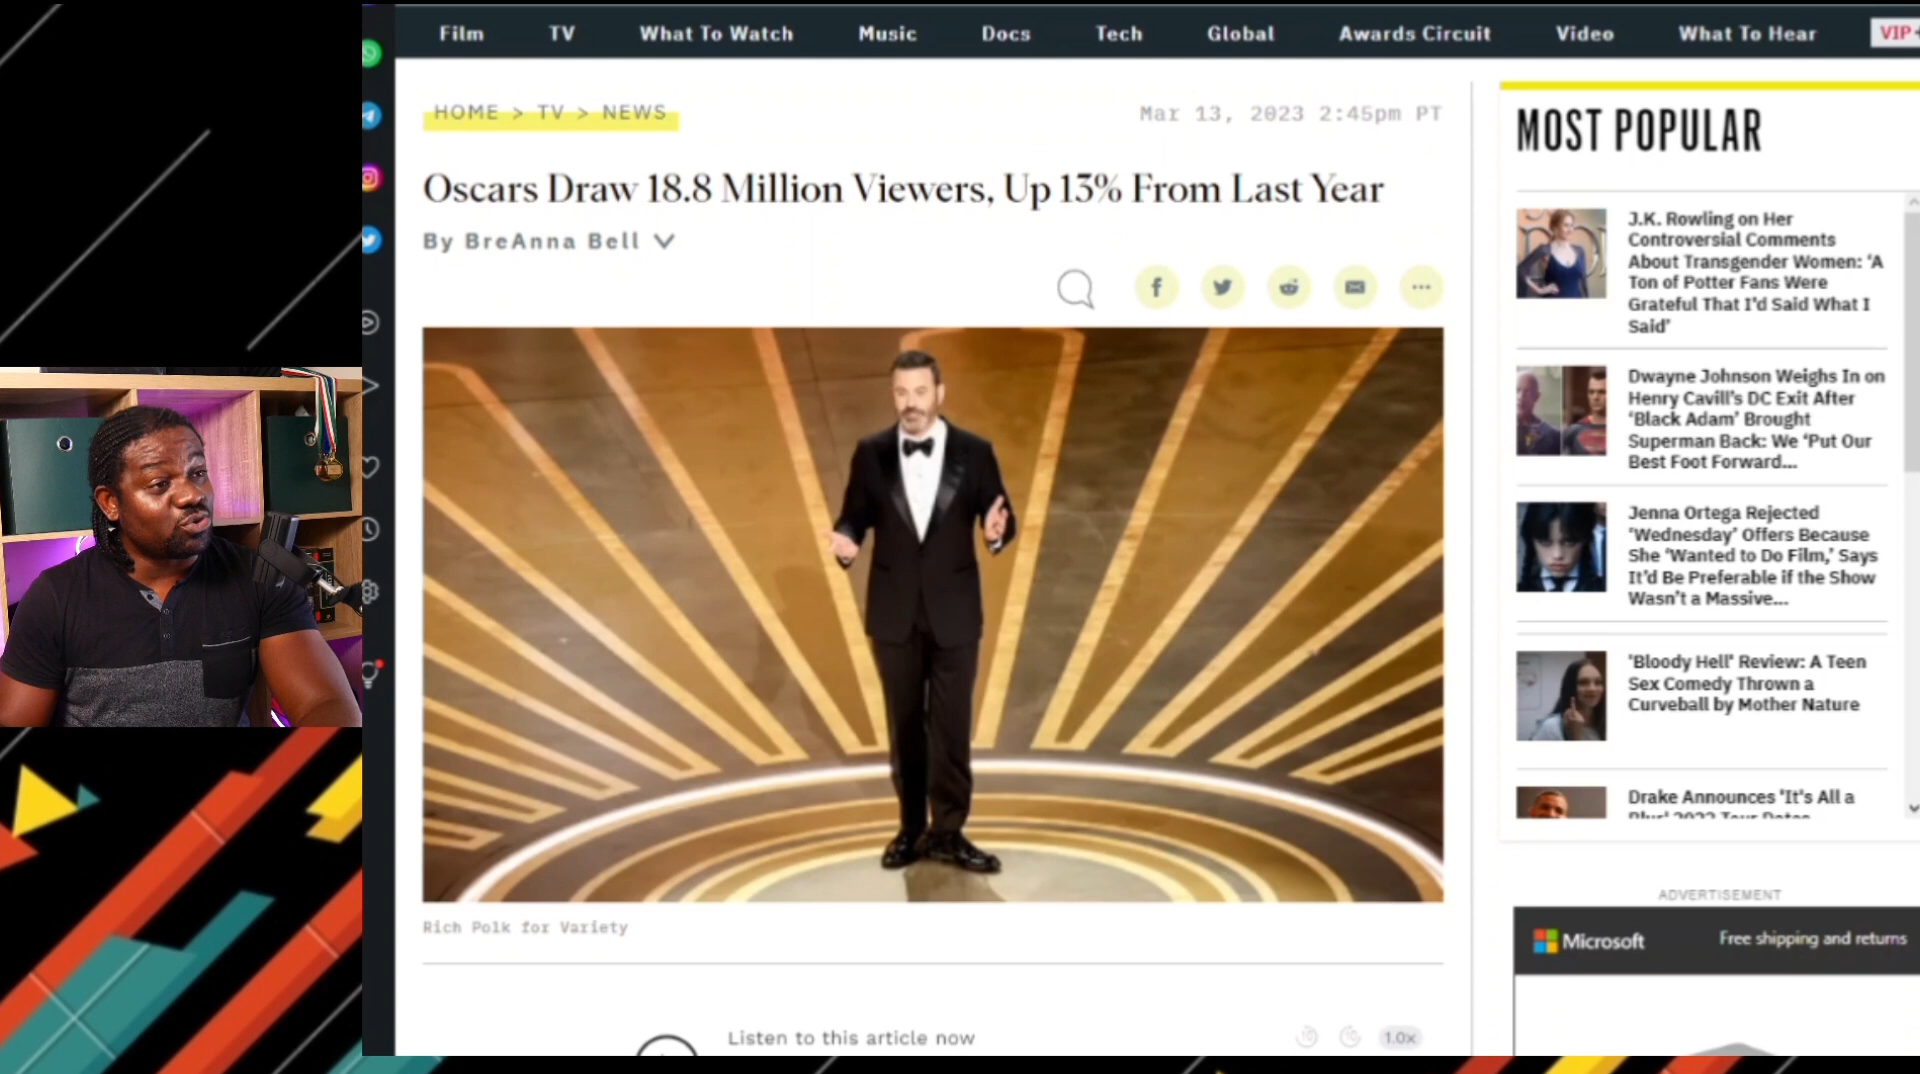 Film TV What To Watch Music Docs Tech Global Awards Circuit Video What To Hear VIP+
HOME > TV > NEWS
Mar 13, 2023 2:45pm PT
Oscars Draw 18.8 Million Viewers, Up 13% From Last Year
By BreAnna Bell
Rich Polk for Variety
Listen to this article now
10 10 1.0x
MOST POPULAR
J.K. Rowling on Her
Controversial Comments
About Transgender Women: ‘A
Ton of Potter Fans Were
Grateful That I’d Said What I
Said’
Dwayne Johnson Weighs In on
Henry Cavill’s DC Exit After
‘Black Adam’ Brought
Superman Back: We ‘Put Our
Best Foot Forward...
Jenna Ortega Rejected
‘Wednesday’ Offers Because
She ‘Wanted to Do Film,’ Says
It’d Be Preferable if the Show
Wasn’t a Massive...
'Bloody Hell' Review: A Teen
Sex Comedy Thrown a
Curveball by Mother Nature
Drake Announces 'It's All a
Blur' 2023 Tour Dates
ADVERTISEMENT
Microsoft
Free shipping and returns